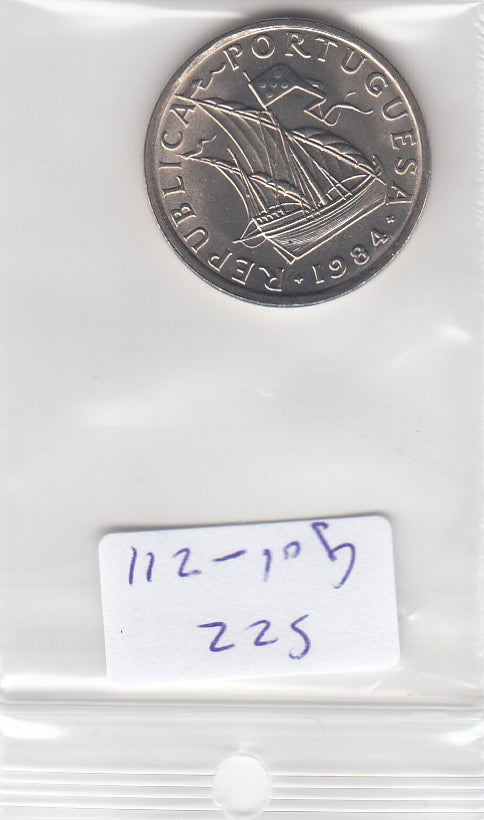 REPUBLICA PORTUGUESA
* 1984 *
225